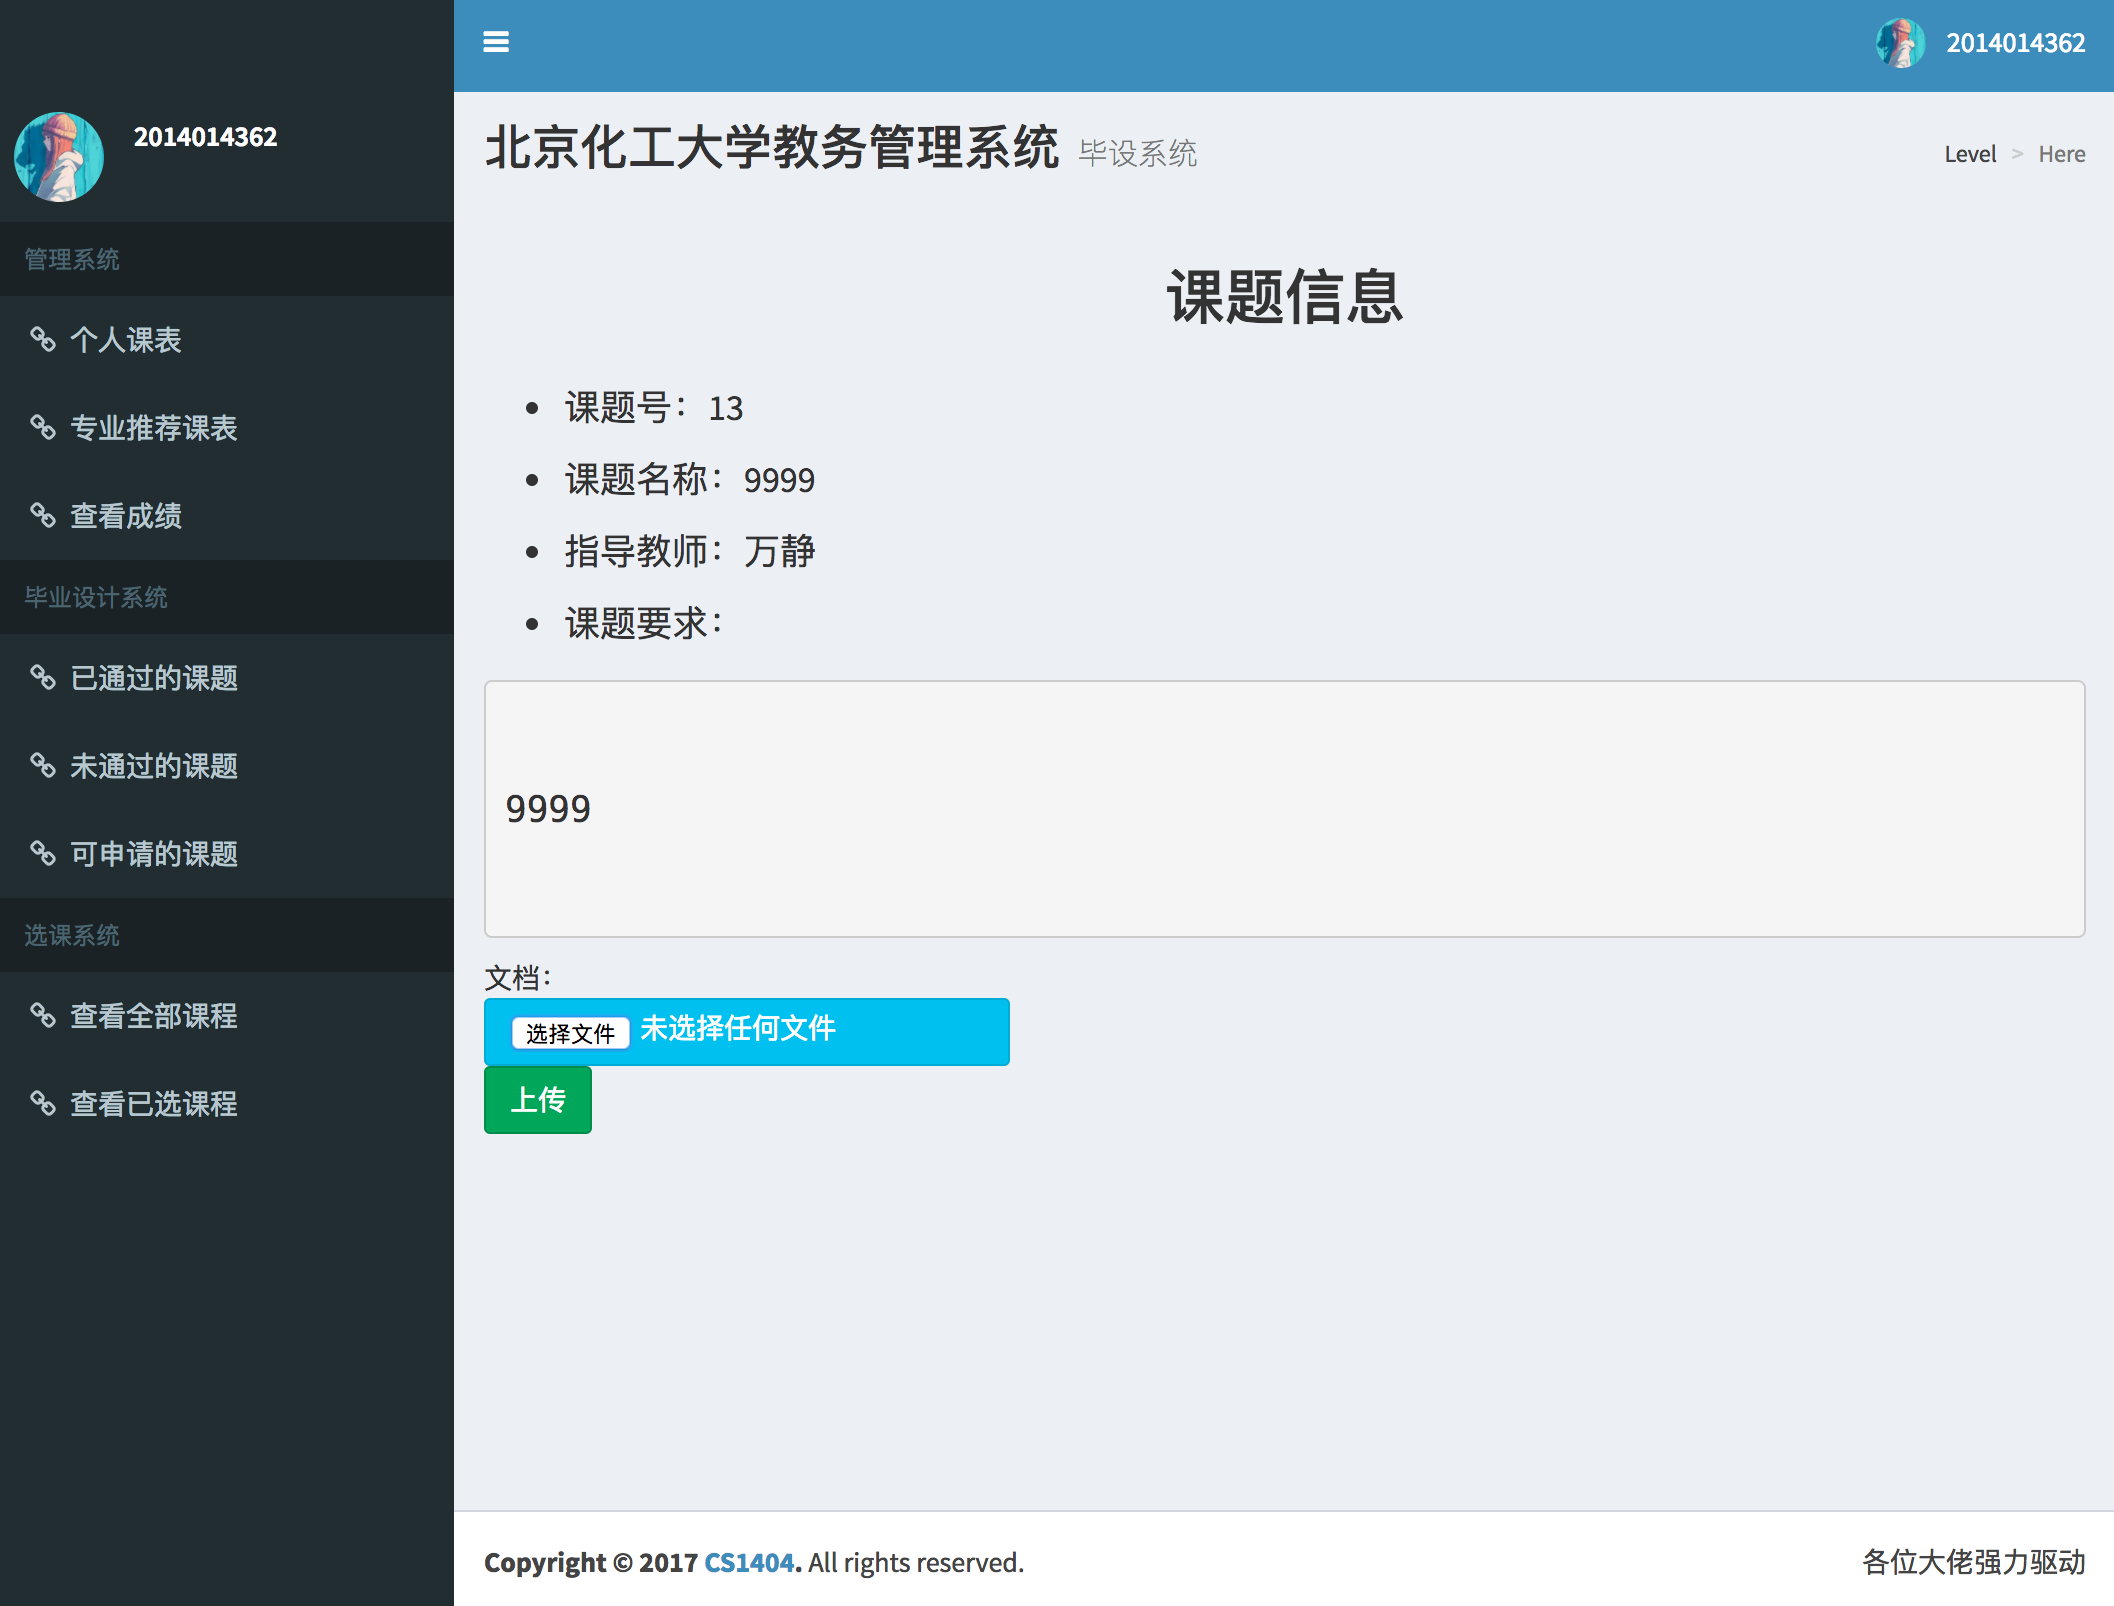 2014014362
2014014362
管理系统
个人课表
专业推荐课表
查看成绩
毕业设计系统
已通过的课题
未通过的课题
可申请的课题
选课系统
查看全部课程
查看已选课程
北京化工大学教务管理系统 毕设系统
Level > Here
课题信息
课题号：13
课题名称：9999
指导教师：万静
课题要求：
9999
文档：
选择文件 未选择任何文件
上传
Copyright © 2017 CS1404. All rights reserved.
各位大佬强力驱动